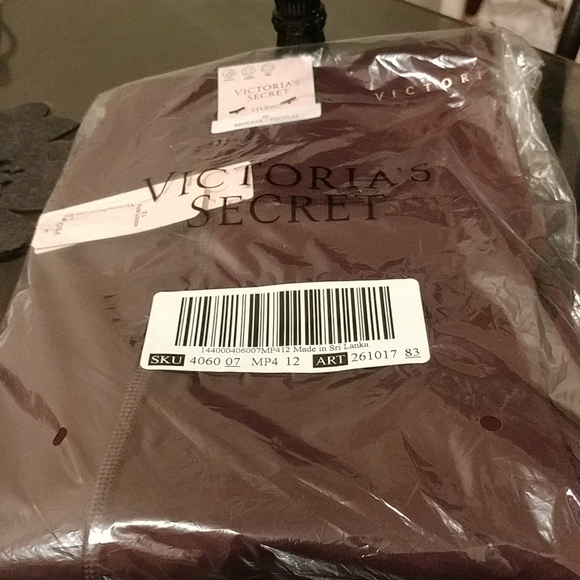 VICTORIA'S
SECRET
VICTORI
VICTORIA'S
SECRET
144000406007MP412 Made in Sri Lanka
SKU 4060 07 MP4 12 ART 261017 83